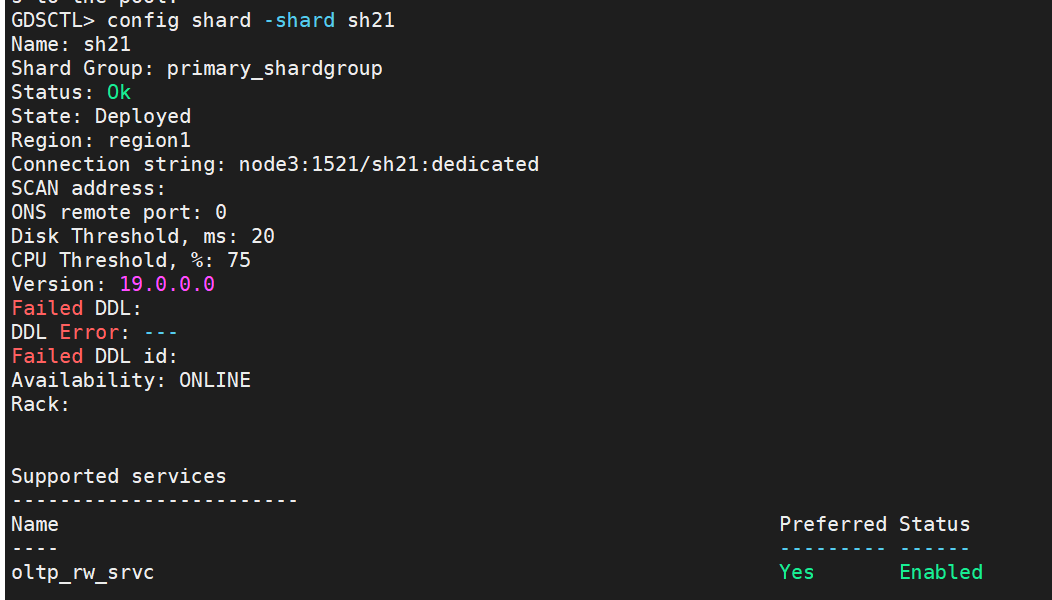 s to the pool.
GDSCTL> config shard -shard sh21
Name: sh21
Shard Group: primary_shardgroup
Status: Ok
State: Deployed
Region: region1
Connection string: node3:1521/sh21:dedicated
SCAN address:
ONS remote port: 0
Disk Threshold, ms: 20
CPU Threshold, %: 75
Version: 19.0.0.0
Failed DDL:
DDL Error: ---
Failed DDL id:
Availability: ONLINE
Rack:
Supported services
------------------------
Name Preferred Status
---- --------- ------
oltp_rw_srvc Yes Enabled